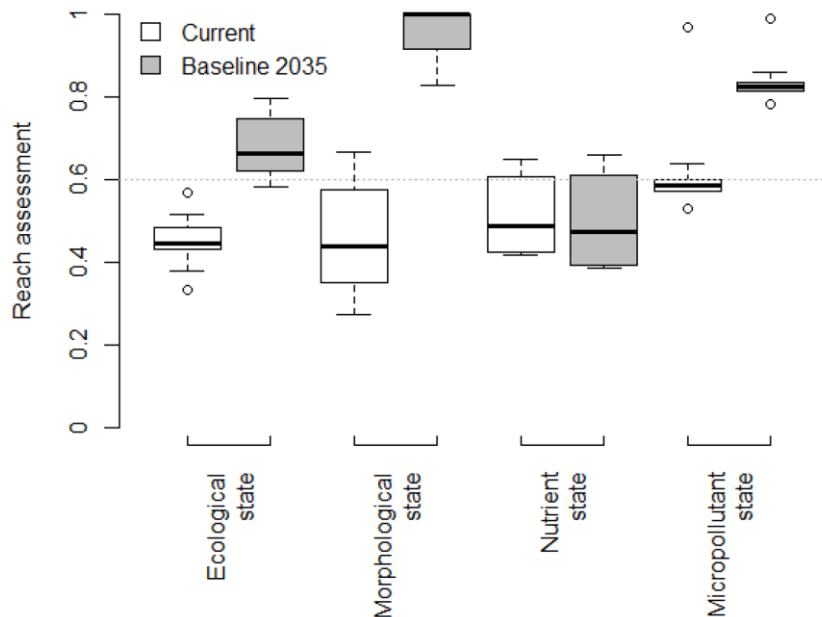 Current
Baseline 2035
Reach assessment
1
0.8
0.6
0.4
0.2
0
Ecological
state
Morphological
state
Nutrient
state
Micropollutant
state